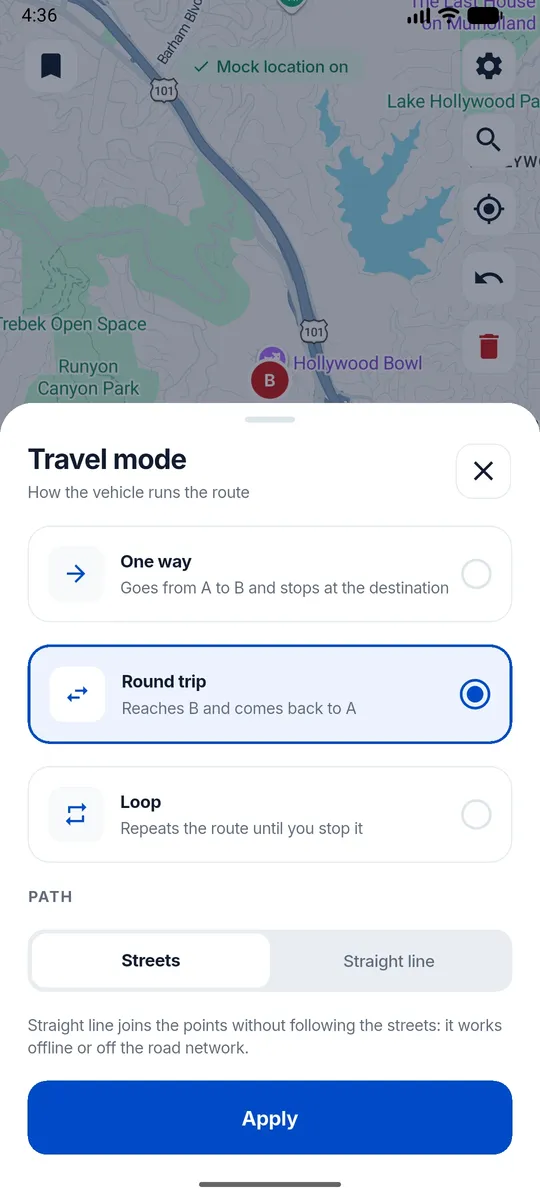 4:36
The Last House
on Mulholland
Barham Blvd
Mock location on
101
Lake Hollywood Pa
YW
101
Trebek Open Space
Hollywood Bowl
Runyon
Canyon Park
B
Travel mode
How the vehicle runs the route
One way
Goes from A to B and stops at the destination
Round trip
Reaches B and comes back to A
Loop
Repeats the route until you stop it
PATH
Streets
Straight line
Straight line joins the points without following the streets: it works
offline or off the road network.
Apply